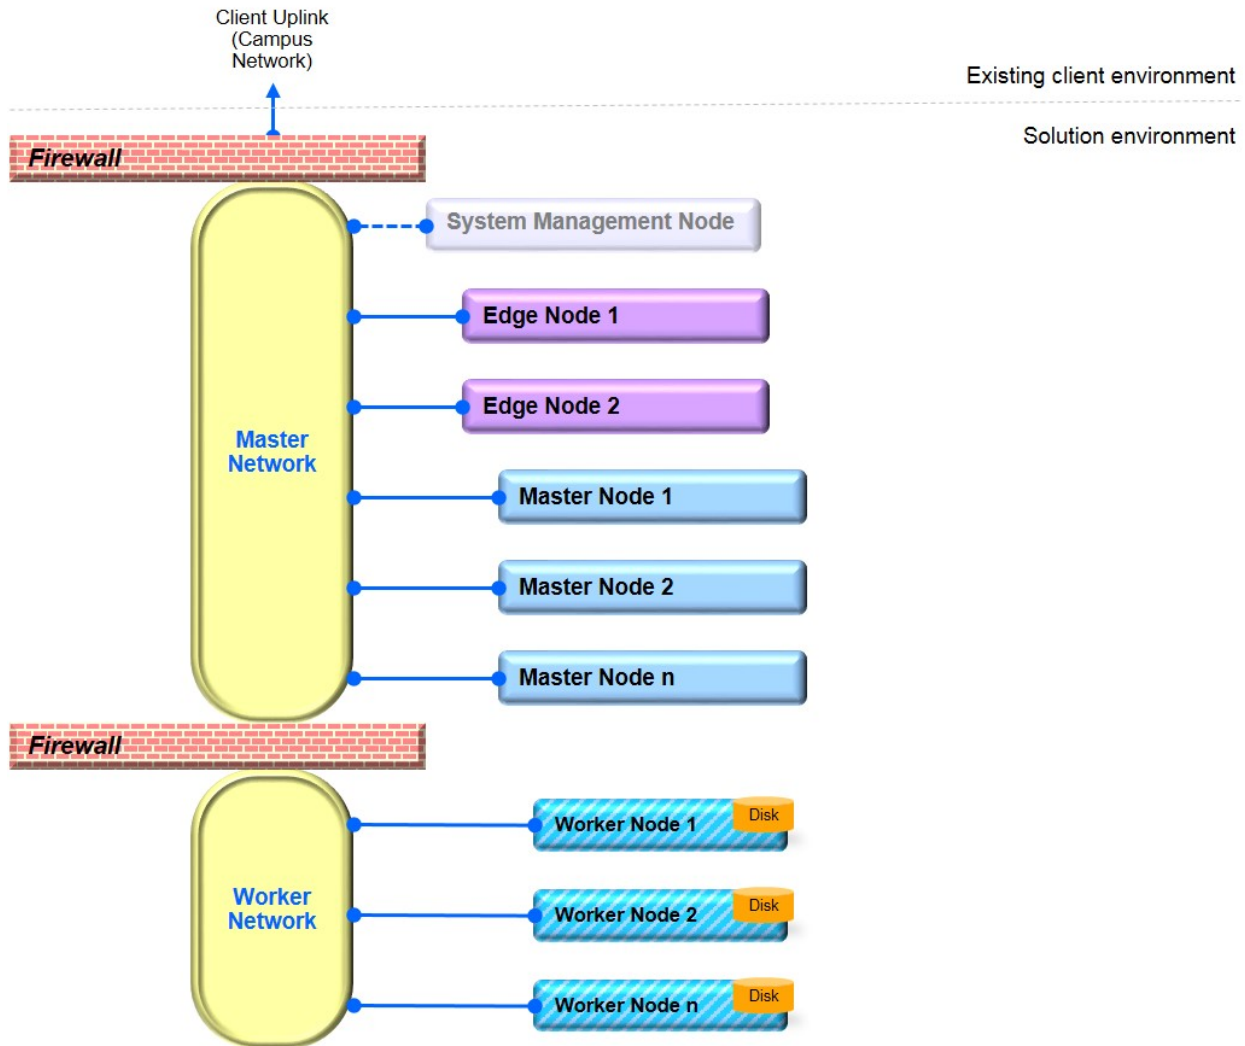 Client Uplink
(Campus
Network)
Existing client environment
Solution environment
Firewall
System Management Node
Edge Node 1
Edge Node 2
Master
Network
Master Node 1
Master Node 2
Master Node n
Firewall
Worker Node 1
Disk
Worker
Network
Worker Node 2
Disk
Worker Node n
Disk